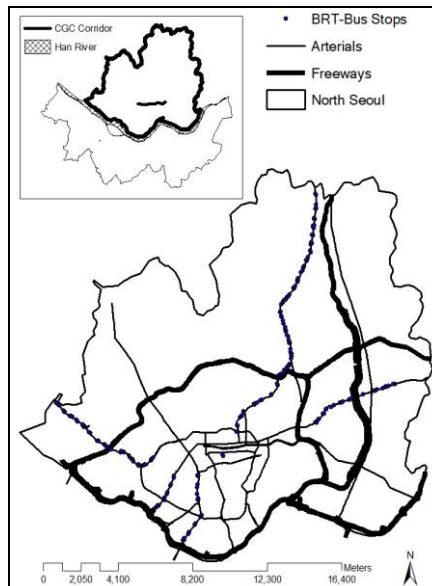 CGC Corridor
Han River
BRT-Bus Stops
Arterials
Freeways
North Seoul
Meters
0 2,050 4,100 8,200 12,300 16,400
N